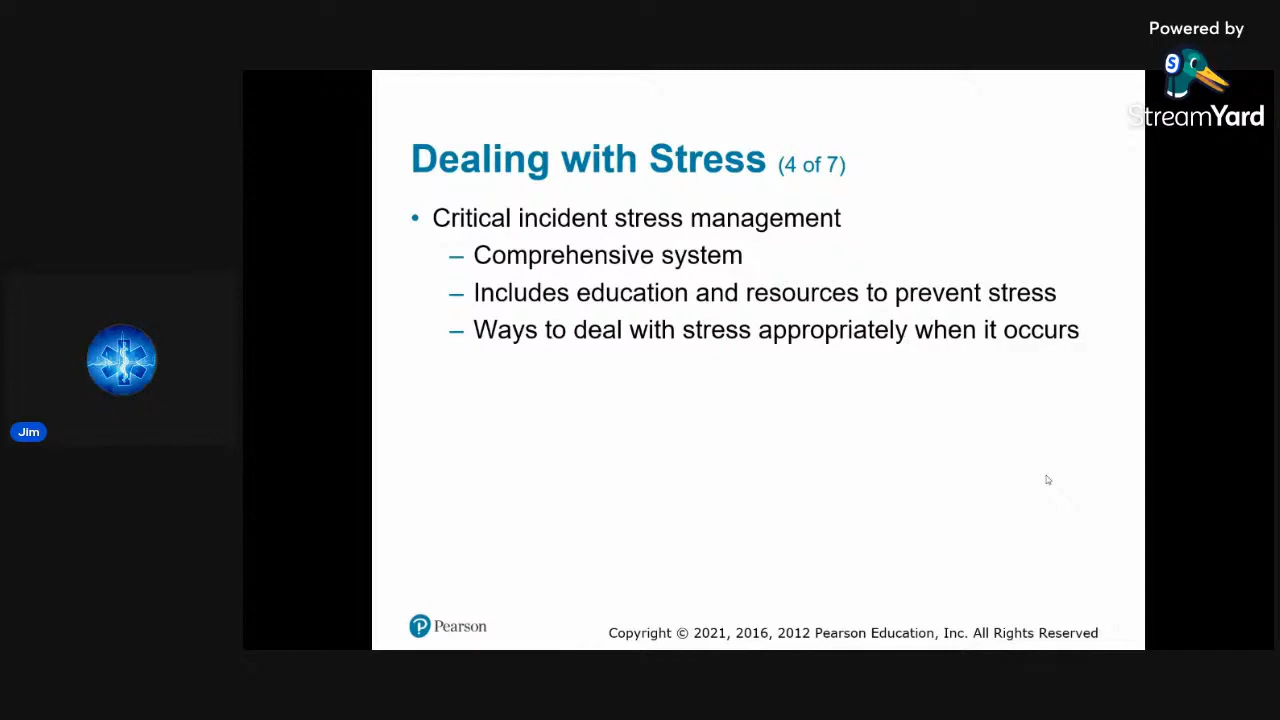 Powered by
StreamYard
Dealing with Stress (4 of 7)
• Critical incident stress management
– Comprehensive system
– Includes education and resources to prevent stress
– Ways to deal with stress appropriately when it occurs
Jim
Pearson
Copyright © 2021, 2016, 2012 Pearson Education, Inc. All Rights Reserved